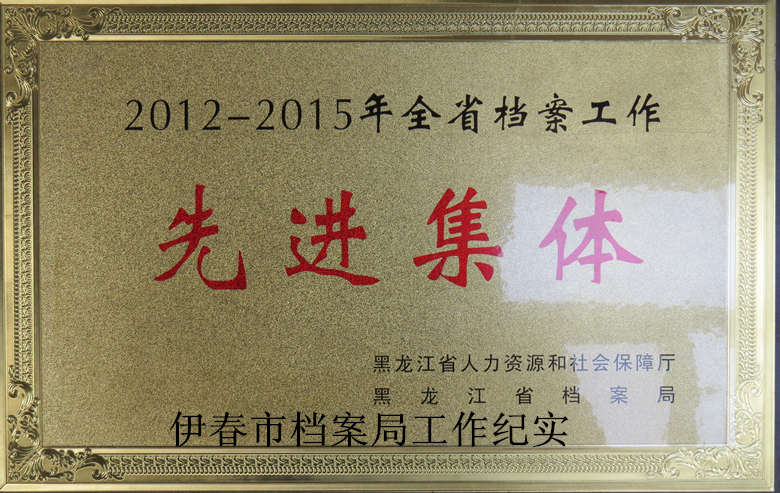 2012-2015年全省档案工作
先进集体
黑龙江省人力资源和社会保障厅
黑龙江省档案局
伊春市档案局工作纪实